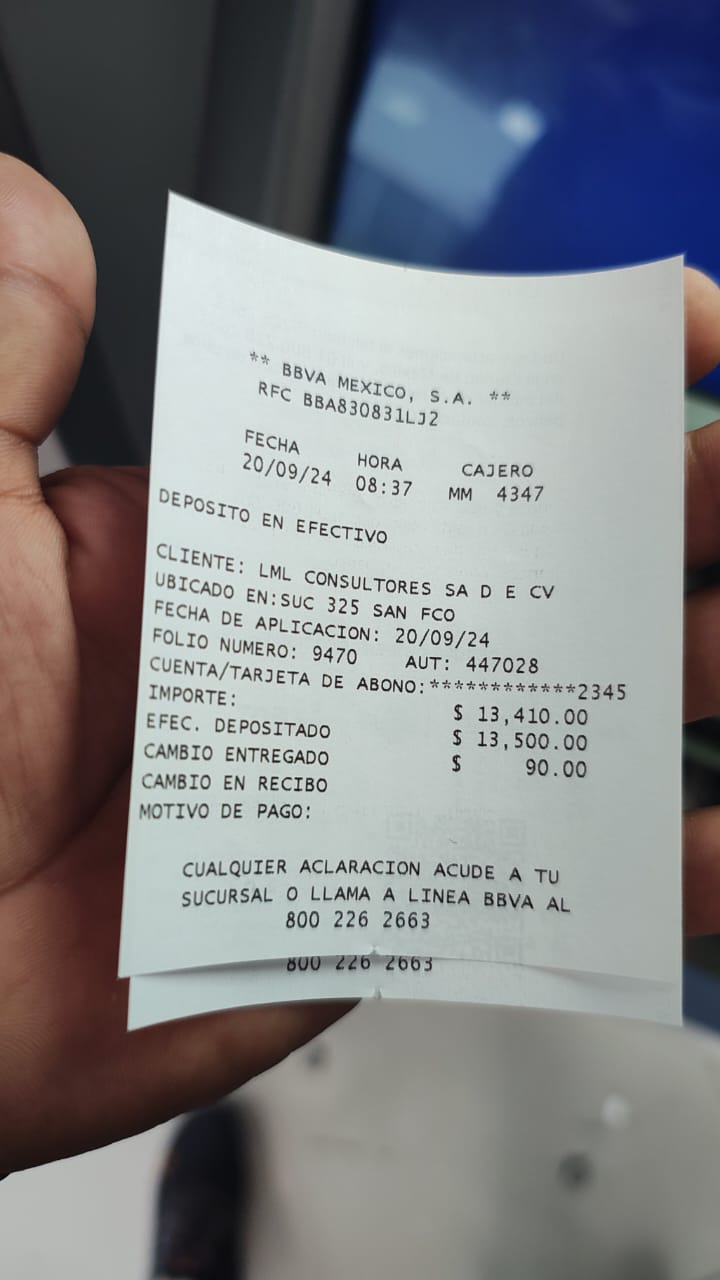 ** BBVA MEXICO, S.A. **
RFC BBA830831LJ2
FECHA HORA CAJERO
20/09/24 08:37 MM 4347
DEPOSITO EN EFECTIVO
CLIENTE: LML CONSULTORES SA D E CV
UBICADO EN:SUC 325 SAN FCO
FECHA DE APLICACION: 20/09/24
FOLIO NUMERO: 9470 AUT: 447028
CUENTA/TARJETA DE ABONO:************2345
IMPORTE: $ 13,410.00
EFEC. DEPOSITADO $ 13,500.00
CAMBIO ENTREGADO $ 90.00
CAMBIO EN RECIBO
MOTIVO DE PAGO:
CUALQUIER ACLARACION ACUDE A TU
SUCURSAL O LLAMA A LINEA BBVA AL
800 226 2663
800 226 2663